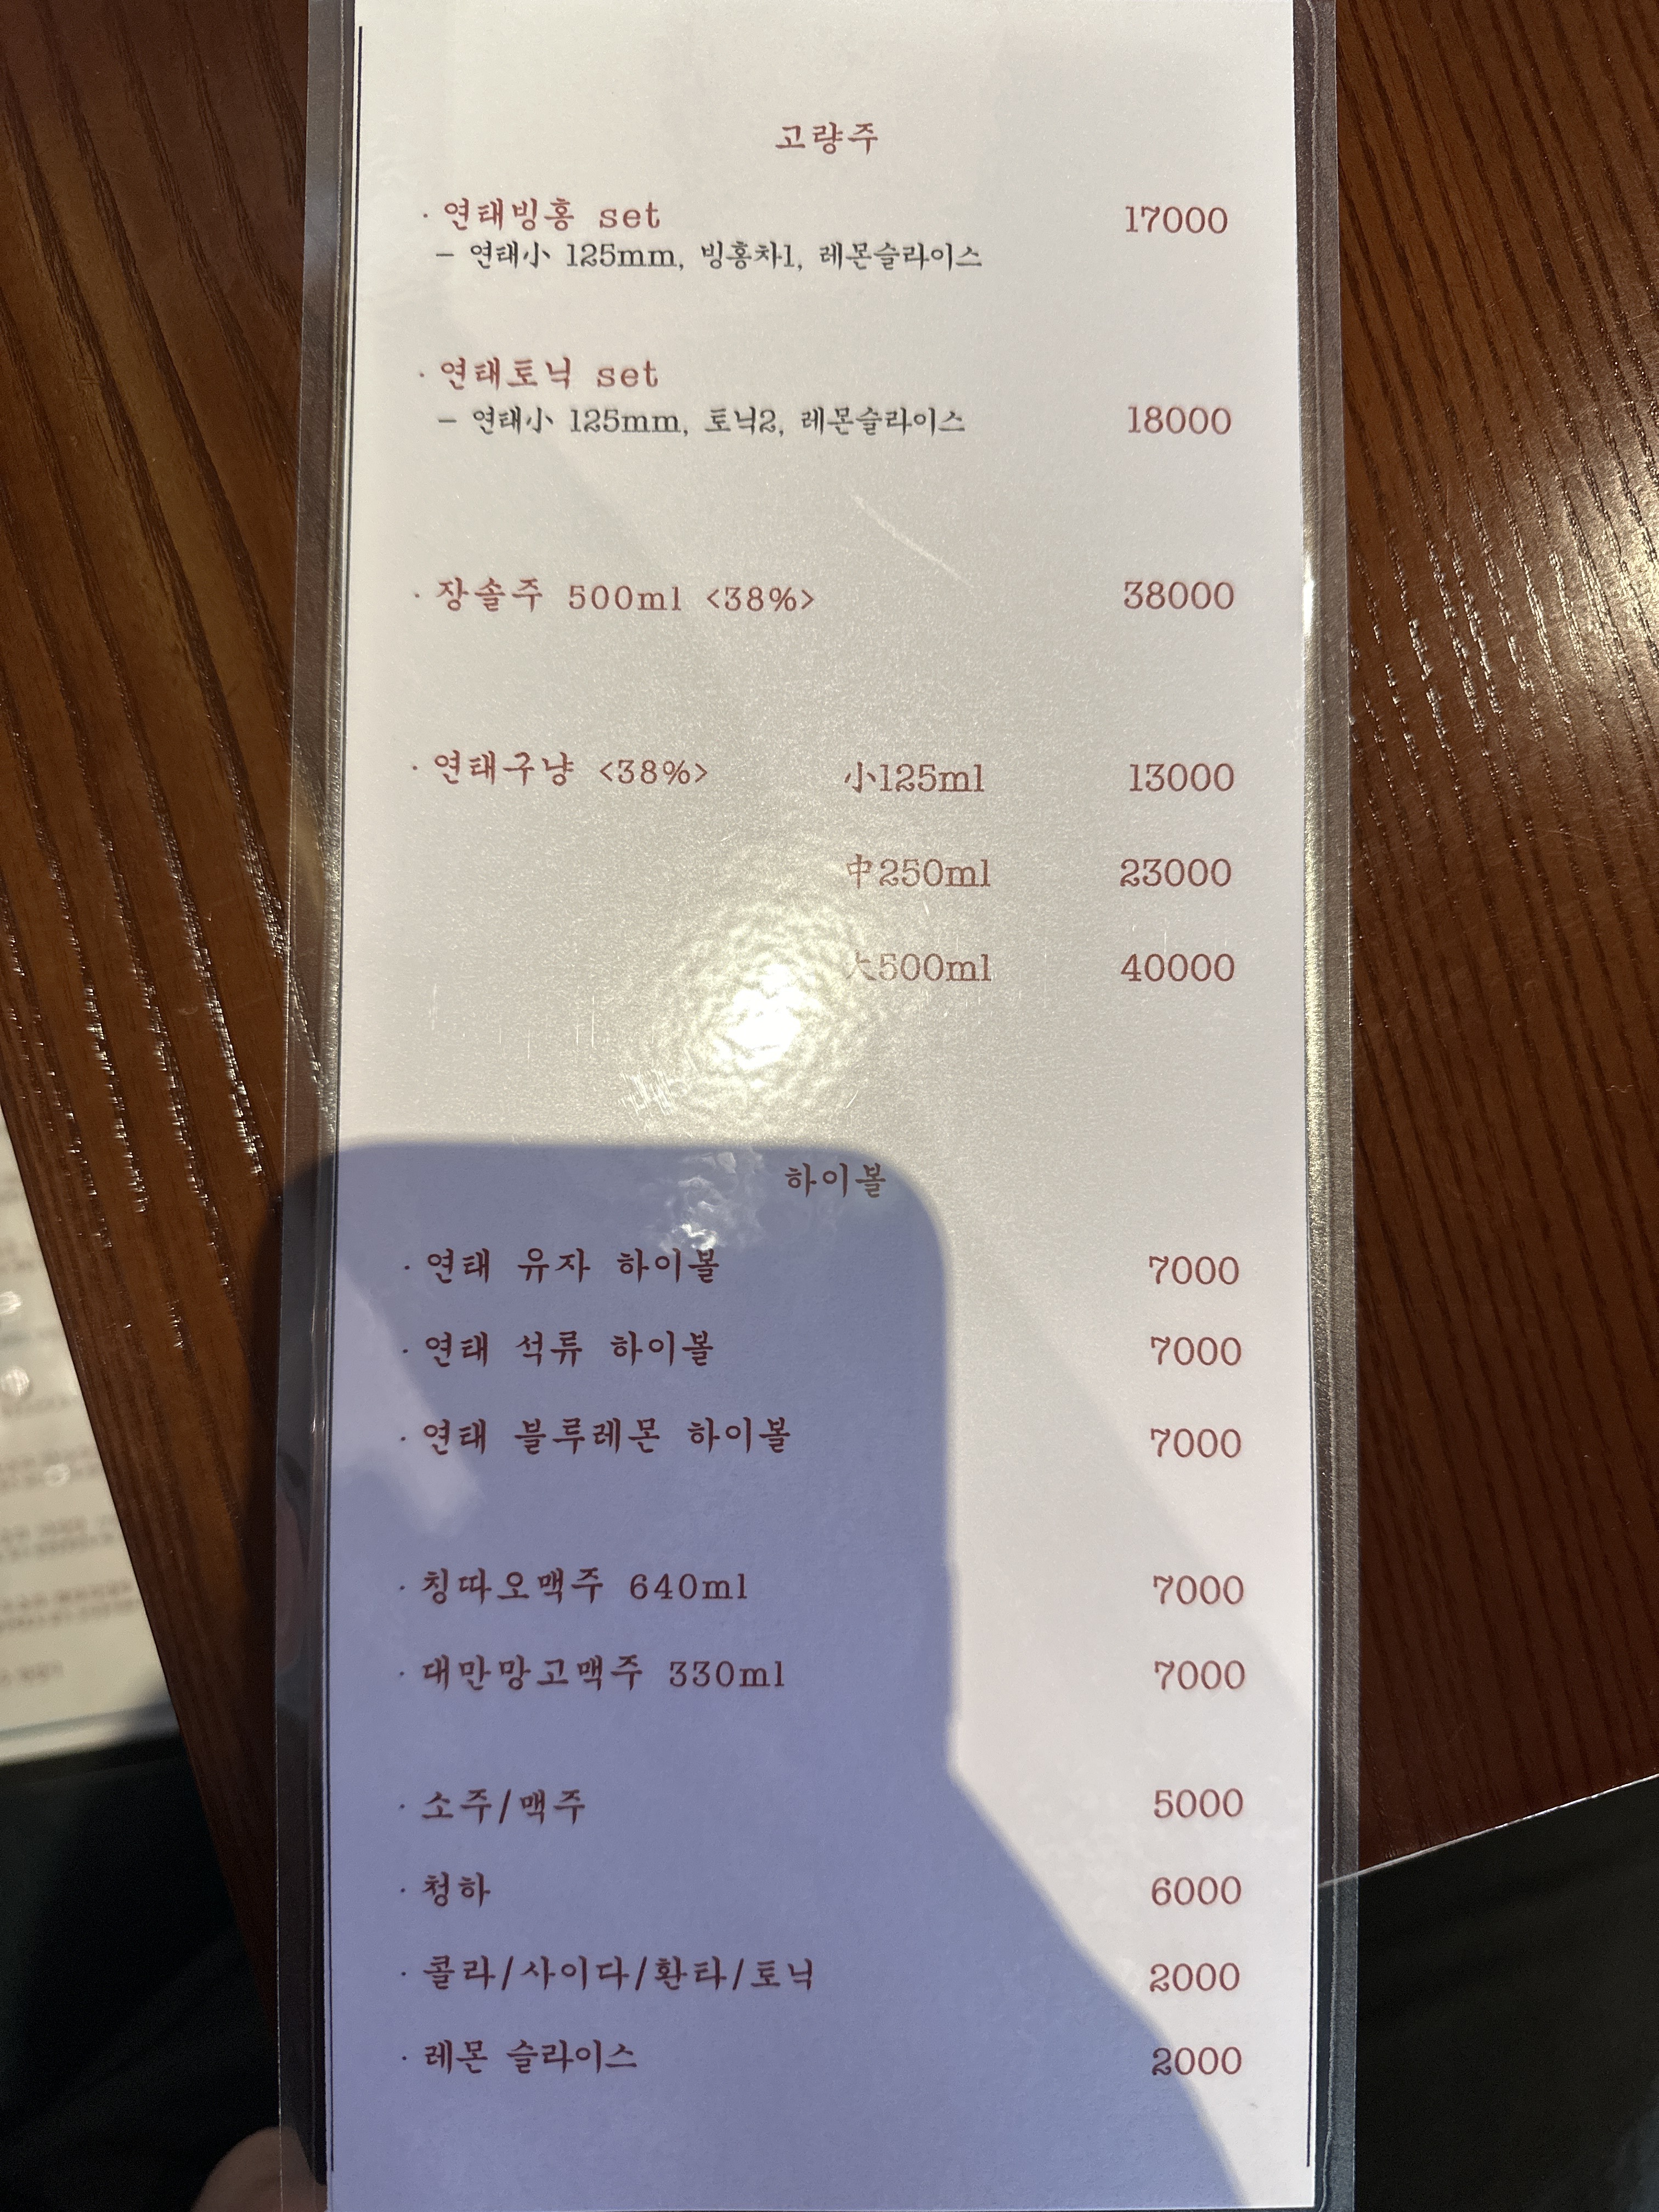 고량주
· 연태빙홍 set 17000
- 연태小 125mm, 빙홍차1, 레몬슬라이스
· 연태토닉 set
- 연태小 125mm, 토닉2, 레몬슬라이스 18000
· 장솔주 500ml <38%> 38000
· 연태구냥 <38%> 小125ml 13000
中250ml 23000
大500ml 40000
하이볼
· 연태 유자 하이볼 7000
· 연태 석류 하이볼 7000
· 연태 블루레몬 하이볼 7000
· 칭따오맥주 640ml 7000
· 대만망고맥주 330ml 7000
· 소주/맥주 5000
· 청하 6000
· 콜라/사이다/환타/토닉 2000
· 레몬 슬라이스 2000